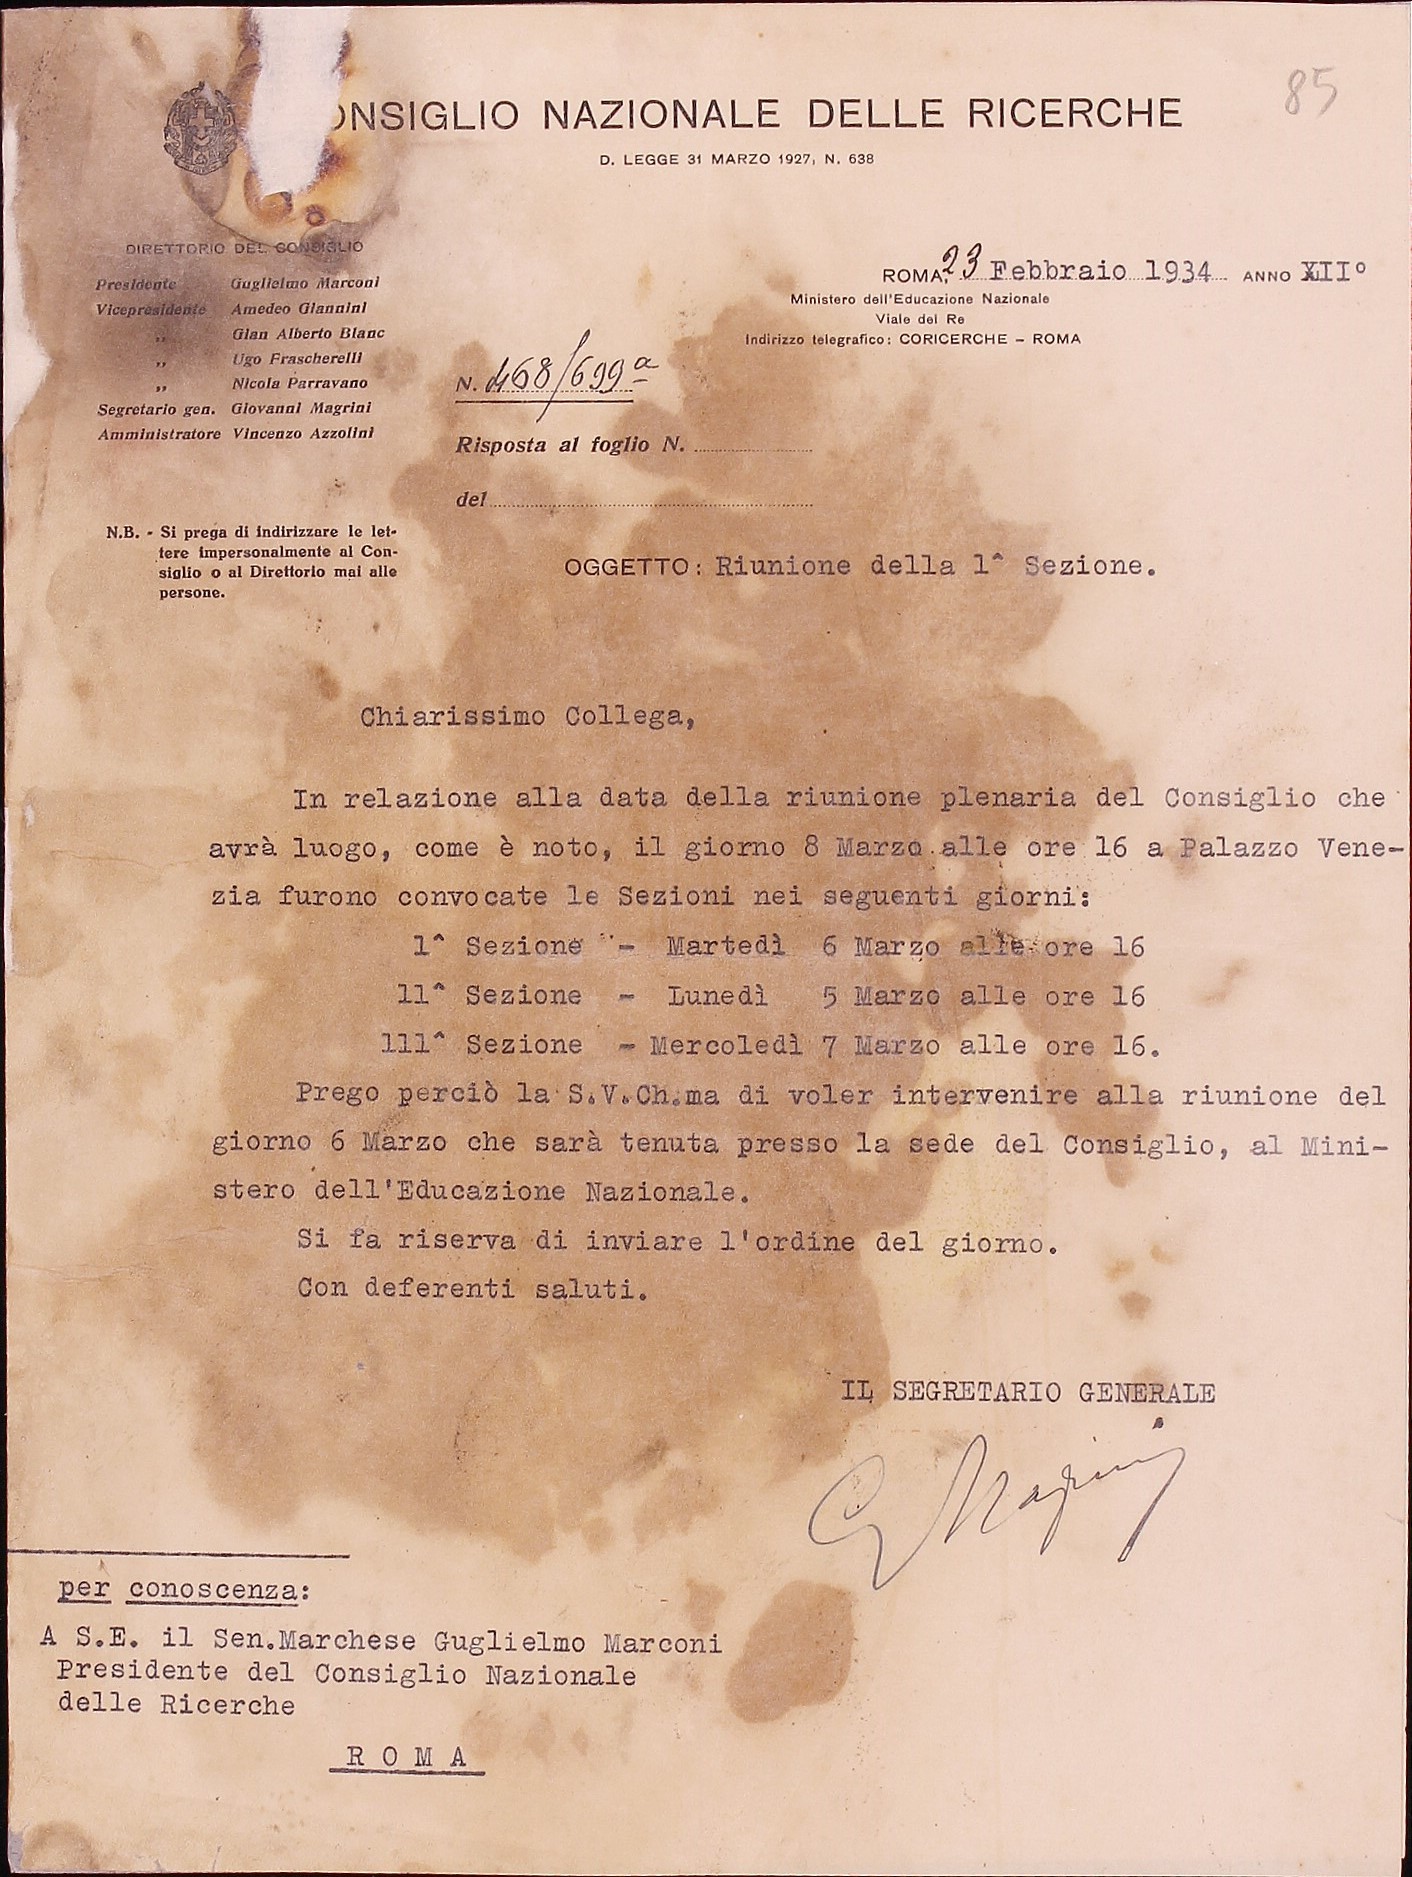 85
CONSIGLIO NAZIONALE DELLE RICERCHE
D. LEGGE 31 MARZO 1927, N. 638
DIRETTORIO DEL CONSIGLIO
Presidente Guglielmo Marconi
Vicepresidente Amedeo Giannini
,, Gian Alberto Blanc
,, Ugo Frascherelli
,, Nicola Parravano
Segretario gen. Giovanni Magrini
Amministratore Vincenzo Azzolini
N.B. - Si prega di indirizzare le let-
tere impersonalmente al Con-
siglio o al Direttorio mai alle
persone.
ROMA, 23 Febbraio 1934 ANNO XIIº
Ministero dell'Educazione Nazionale
Viale del Re
Indirizzo telegrafico: CORICERCHE - ROMA
N. 468/699 a
Risposta al foglio N.
del
OGGETTO: Riunione della 1^ Sezione.
Chiarissimo Collega,
In relazione alla data della riunione plenaria del Consiglio che
avrà luogo, come è noto, il giorno 8 Marzo alle ore 16 a Palazzo Vene-
zia furono convocate le Sezioni nei seguenti giorni:
1^ Sezione - Martedì 6 Marzo alle ore 16
11^ Sezione - Lunedì 5 Marzo alle ore 16
111^ Sezione - Mercoledì 7 Marzo alle ore 16.
Prego perciò la S.V.Ch.ma di voler intervenire alla riunione del
giorno 6 Marzo che sarà tenuta presso la sede del Consiglio, al Mini-
stero dell'Educazione Nazionale.
Si fa riserva di inviare l'ordine del giorno.
Con deferenti saluti.
IL SEGRETARIO GENERALE
G Magrini
per conoscenza:
A S.E. il Sen.Marchese Guglielmo Marconi
Presidente del Consiglio Nazionale
delle Ricerche
R O M A